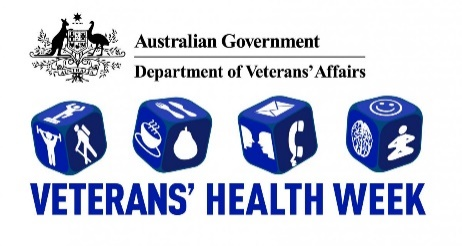 Australian Government
Department of Veterans' Affairs
VETERANS' HEALTH WEEK